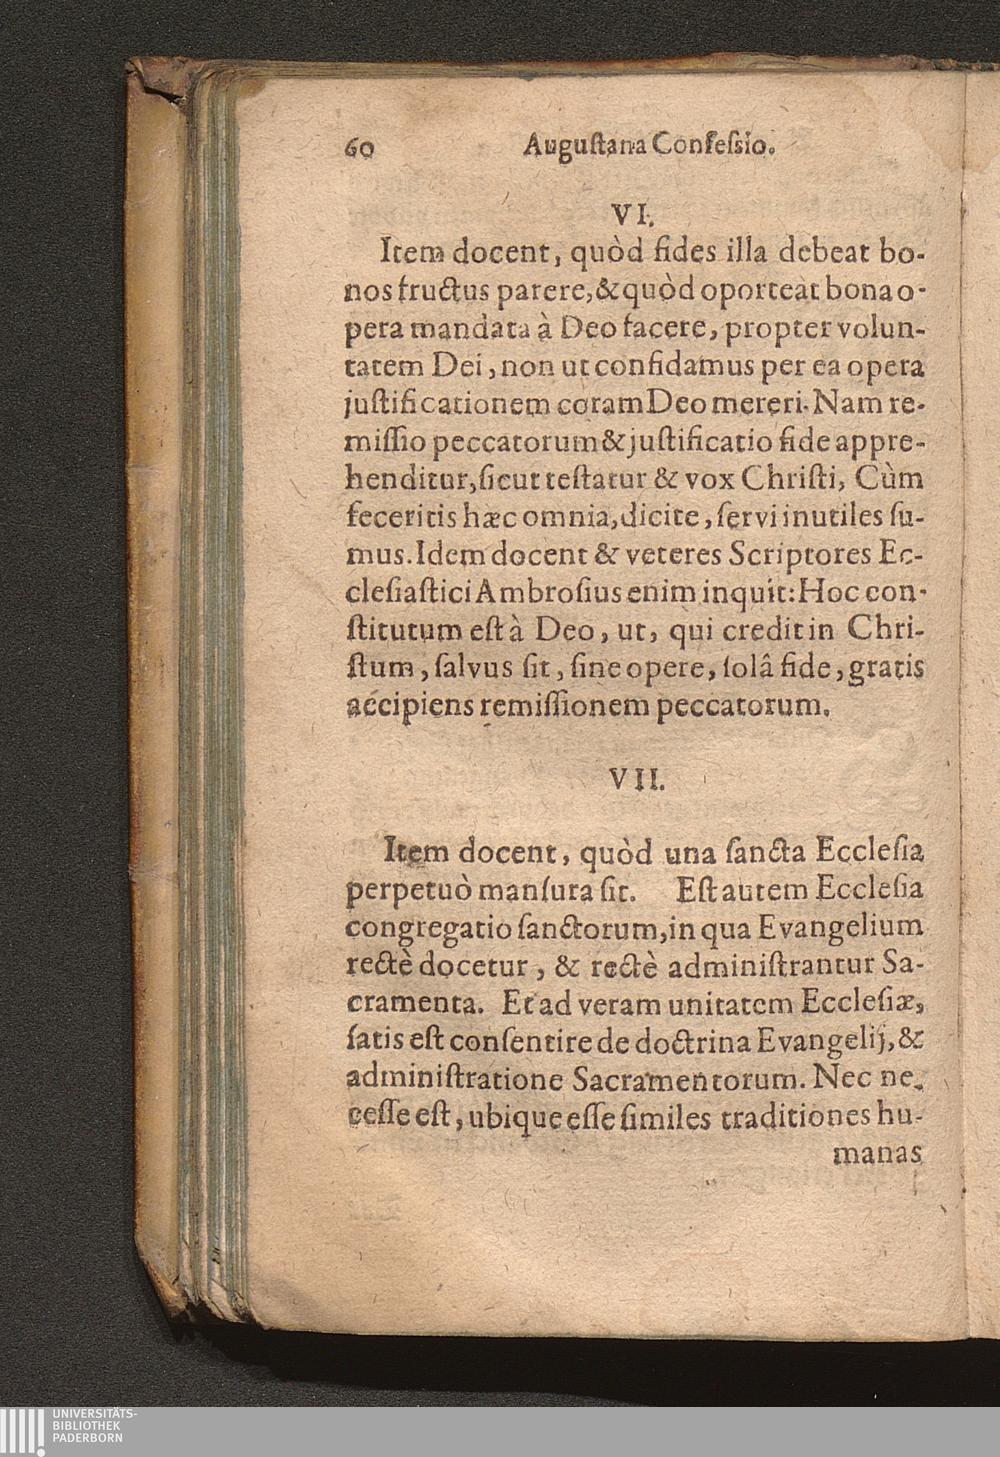 60 Augustana Confeſsio.
VI.
Item docent, quòd fides illa debeat bo-
nos fructus parere, & quòd oporteat bona o-
pera mandata à Deo facere, propter volun-
tatem Dei, non ut confidamus per ea opera
juſtificationem coram Deo mereri. Nam re-
miſſio peccatorum & juſtificatio fide appre-
henditur, ſicut teſtatur & vox Chriſti, Cùm
feceritis hæc omnia, dicite, ſervi inutiles ſu-
mus. Idem docent & veteres Scriptores Ec-
cleſiaſtici Ambroſius enim inquit: Hoc con-
ſtitutum eſt à Deo, ut, qui credit in Chri-
ſtum, ſalvus ſit, ſine opere, ſolâ fide, gratis
accipiens remiſſionem peccatorum.
VII.
Item docent, quòd una ſancta Eccleſia
perpetuò manſura ſit. Eſt autem Eccleſia
congregatio ſanctorum, in qua Evangelium
rectè docetur, & rectè adminiſtrantur Sa-
cramenta. Et ad veram unitatem Eccleſiæ,
ſatis eſt conſentire de doctrina Evangelij, &
adminiſtratione Sacramentorum. Nec ne-
ceſſe eſt, ubique eſſe ſimiles traditiones hu-
manas
UNIVERSITÄTS-
BIBLIOTHEK
PADERBORN